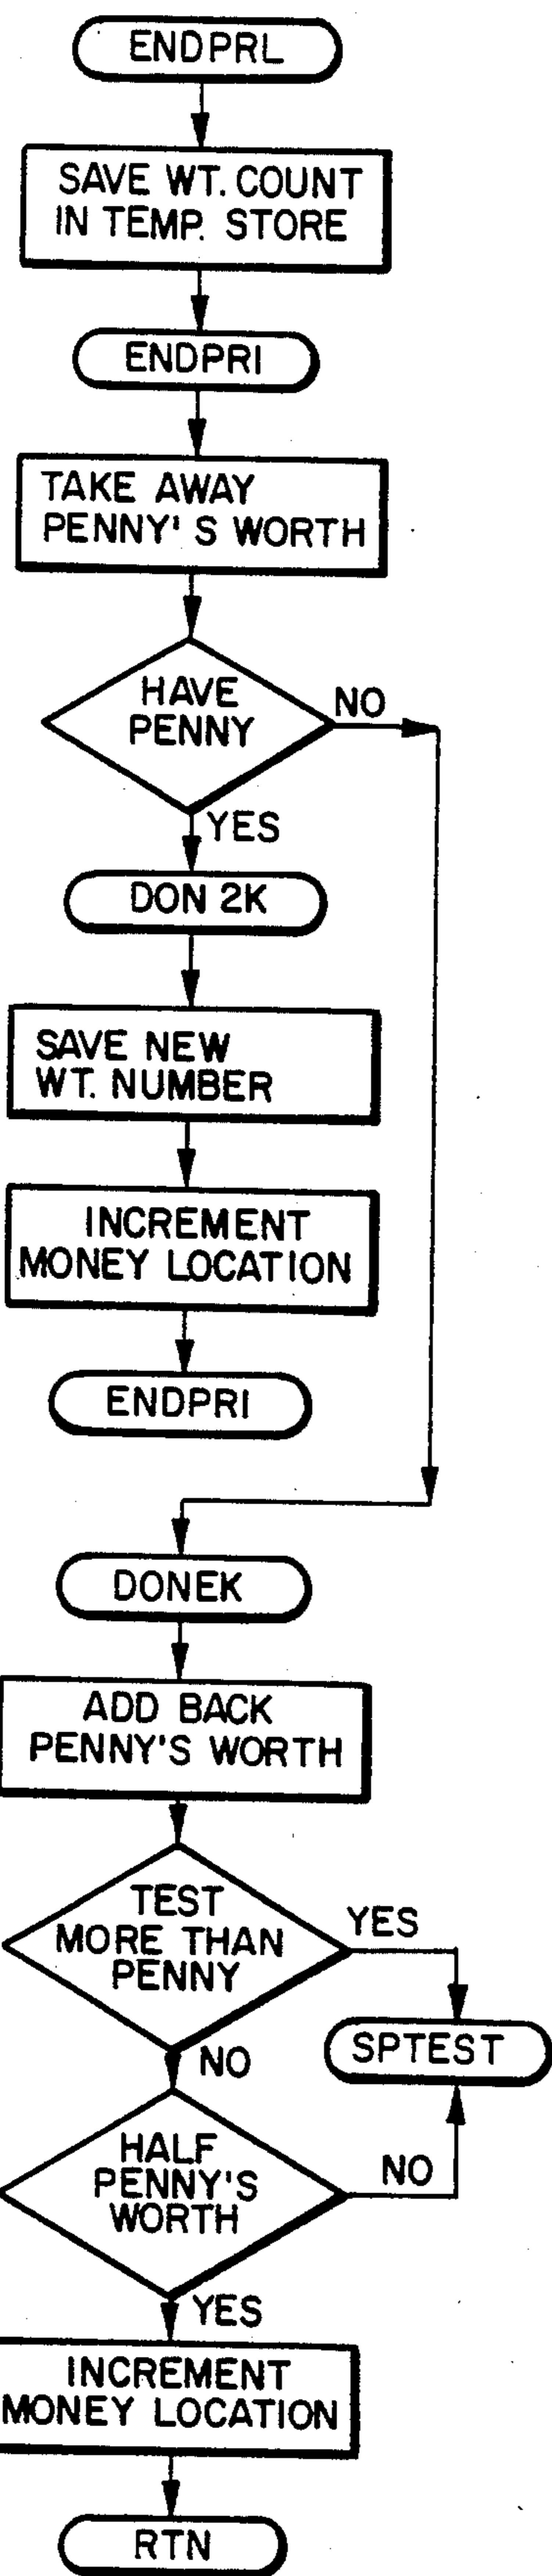 ENDPRL
SAVE WT. COUNT
IN TEMP. STORE
ENDPRI
TAKE AWAY
PENNY'S WORTH
HAVE
PENNY
NO
YES
DON 2K
SAVE NEW
WT. NUMBER
INCREMENT
MONEY LOCATION
ENDPRI
DONEK
ADD BACK
PENNY'S WORTH
TEST
MORE THAN
PENNY
YES
SPTEST
NO
HALF
PENNY'S
WORTH
NO
YES
INCREMENT
MONEY LOCATION
RTN